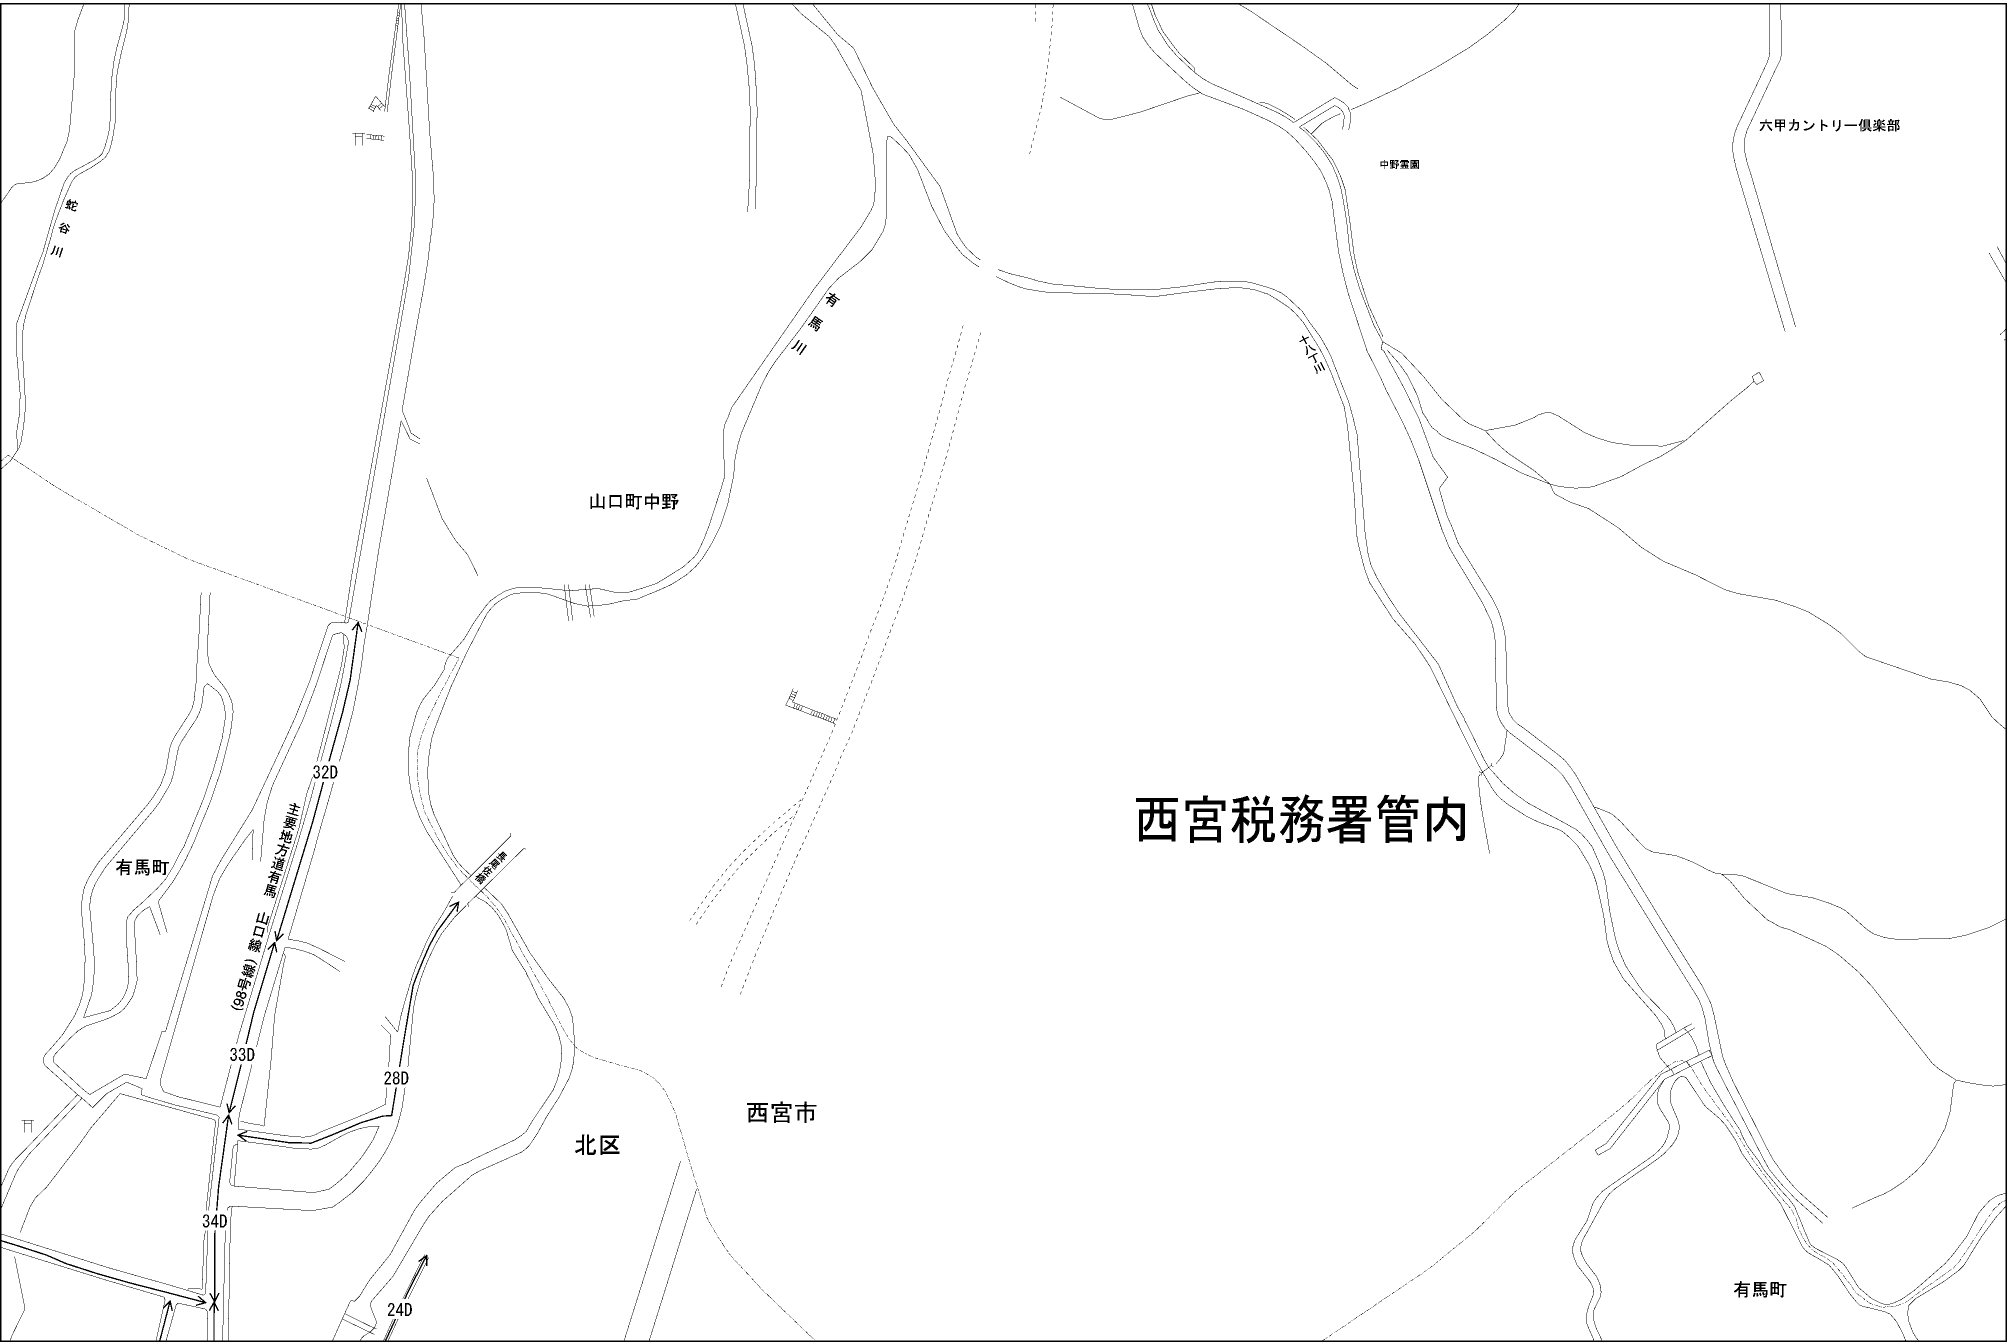 六甲カントリー倶楽部
中野霊園
蛇谷川
有馬川
十八丁川
山口町中野
32D
西宮税務署管内
主要地方道有馬 山口線 (98号線)
有馬町
33D
28D
西宮市
北区
34D
有馬町
24D